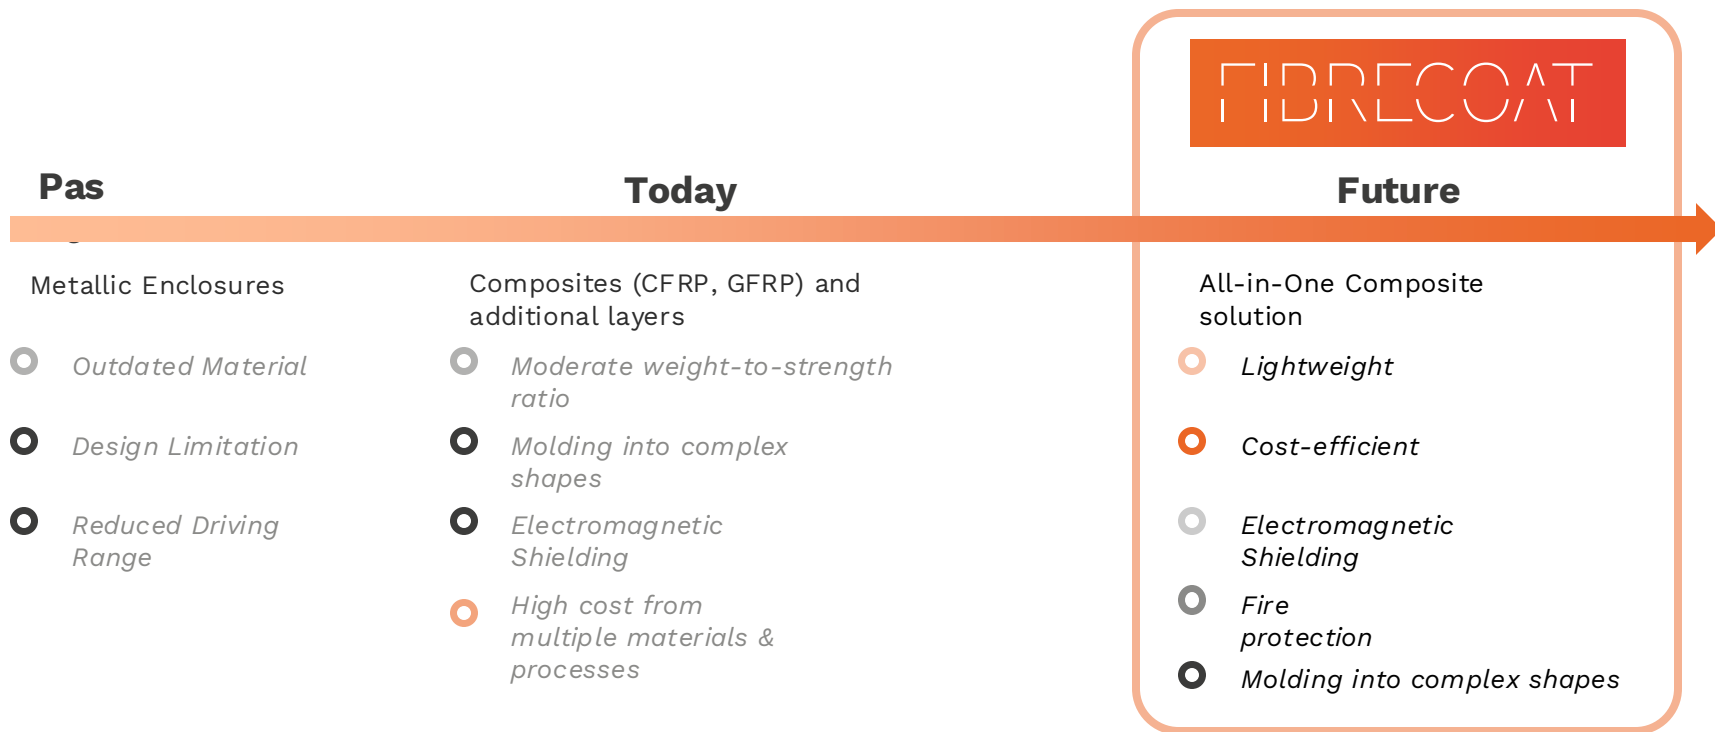 FIBRECOAT
Pas
Today
Future
Metallic Enclosures
Outdated Material
Design Limitation
Reduced Driving
Range
Composites (CFRP, GFRP) and
additional layers
Moderate weight-to-strength
ratio
Molding into complex
shapes
Electromagnetic
Shielding
High cost from
multiple materials &
processes
All-in-One Composite
solution
Lightweight
Cost-efficient
Electromagnetic
Shielding
Fire
protection
Molding into complex shapes